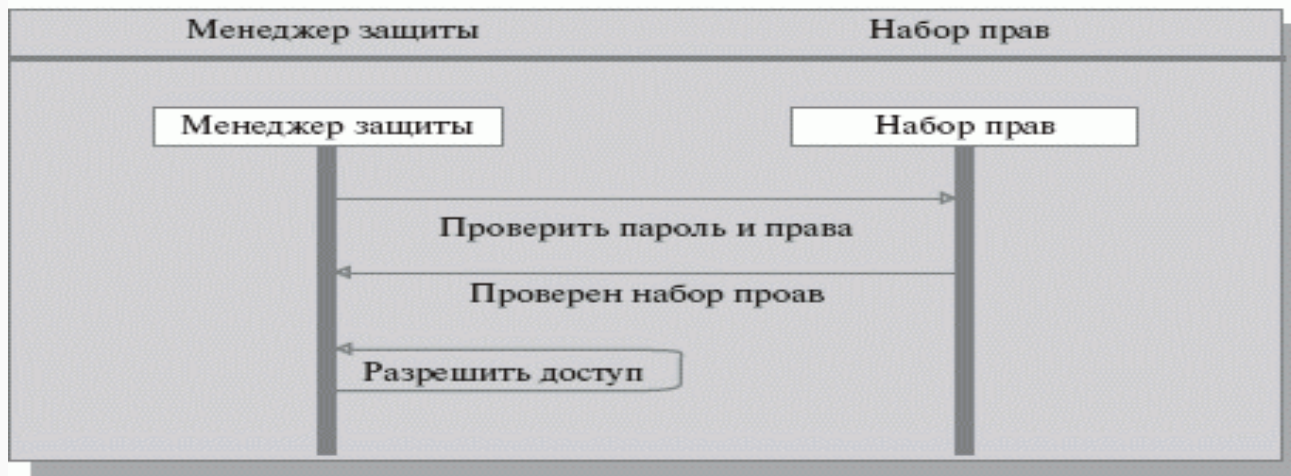 Менеджер защиты Набор прав
Менеджер защиты Набор прав
Проверить пароль и права
Проверен набор проав
Разрешить доступ